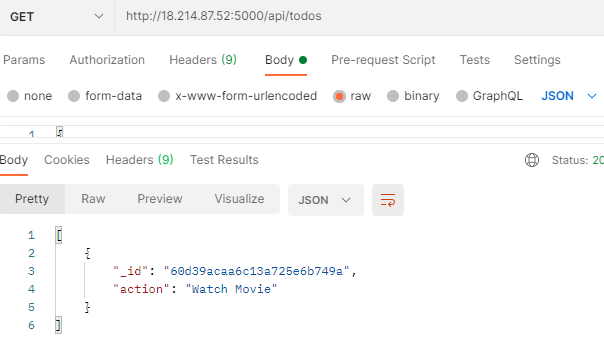 GET http://18.214.87.52:5000/api/todos
Params Authorization Headers (9) Body Pre-request Script Tests Settings
none form-data x-www-form-urlencoded raw binary GraphQL JSON
1 {
Body Cookies Headers (9) Test Results Status: 20
Pretty Raw Preview Visualize JSON
1 [
2 {
3 "_id": "60d39acaa6c13a725e6b749a",
4 "action": "Watch Movie"
5 }
6 ]